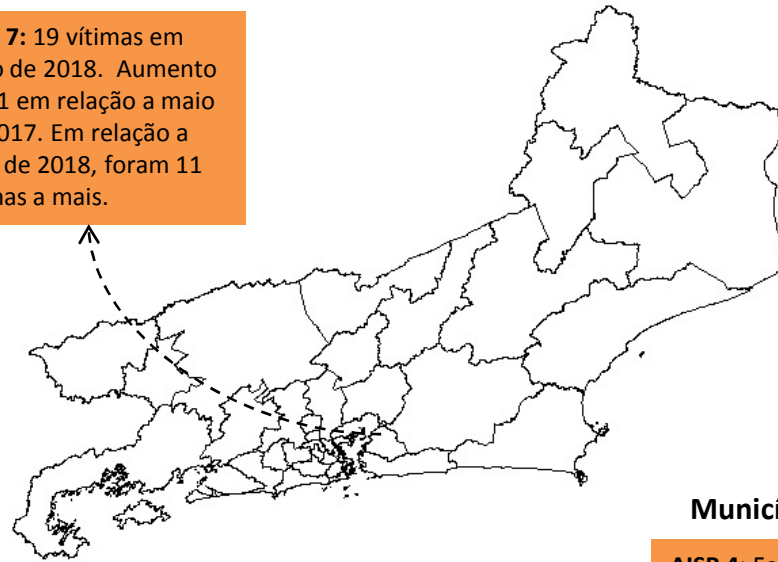 7: 19 vítimas em
o de 2018. Aumento
1 em relação a maio
017. Em relação a
de 2018, foram 11
nas a mais.
Municí
AISP 4: